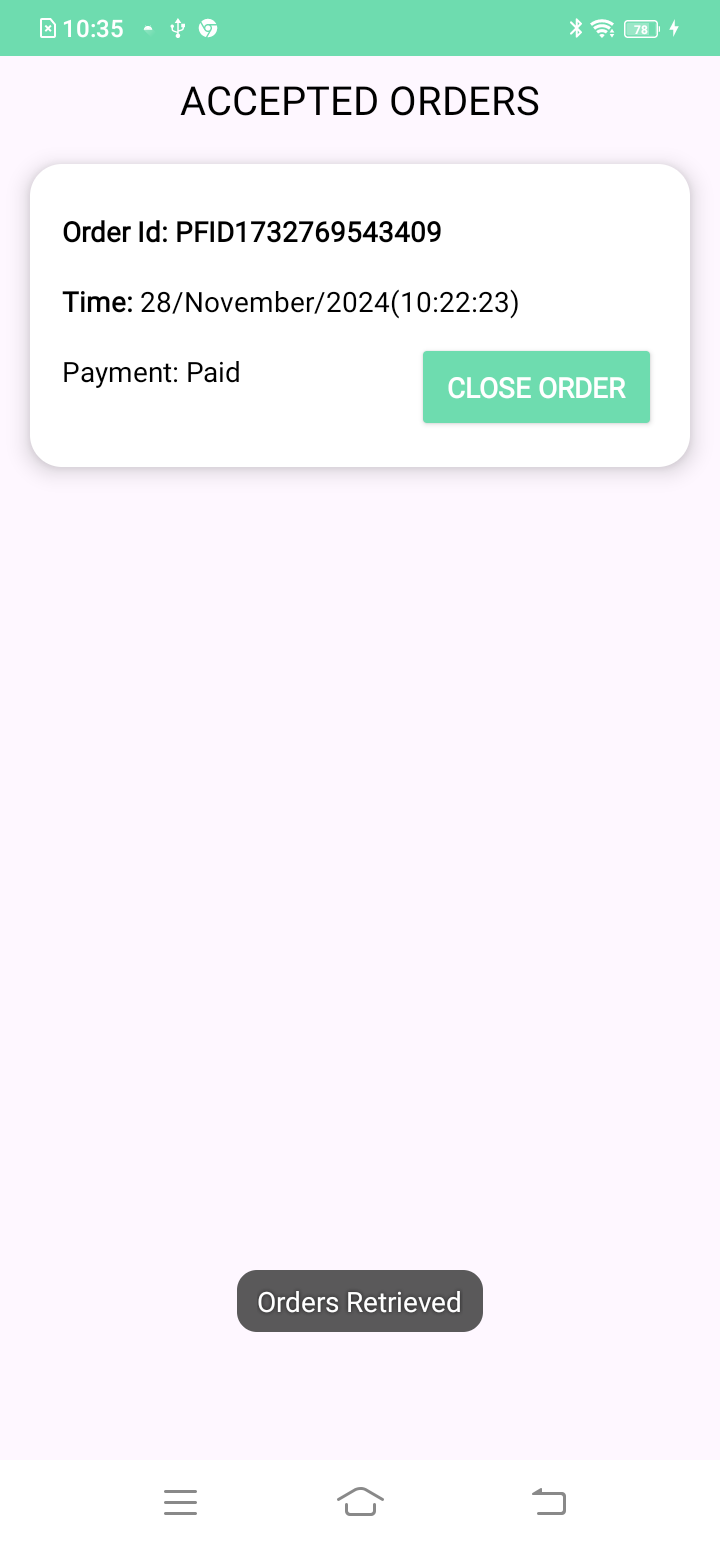 10:35
78
ACCEPTED ORDERS
Order Id: PFID1732769543409
Time: 28/November/2024(10:22:23)
Payment: Paid
CLOSE ORDER
Orders Retrieved